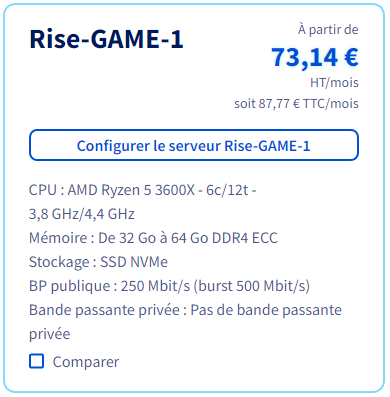 Rise-GAME-1
À partir de
73,14 €
HT/mois
soit 87,77 € TTC/mois
Configurer le serveur Rise-GAME-1
CPU : AMD Ryzen 5 3600X - 6c/12t -
3,8 GHz/4,4 GHz
Mémoire : De 32 Go à 64 Go DDR4 ECC
Stockage : SSD NVMe
BP publique : 250 Mbit/s (burst 500 Mbit/s)
Bande passante privée : Pas de bande passante
privée
Comparer